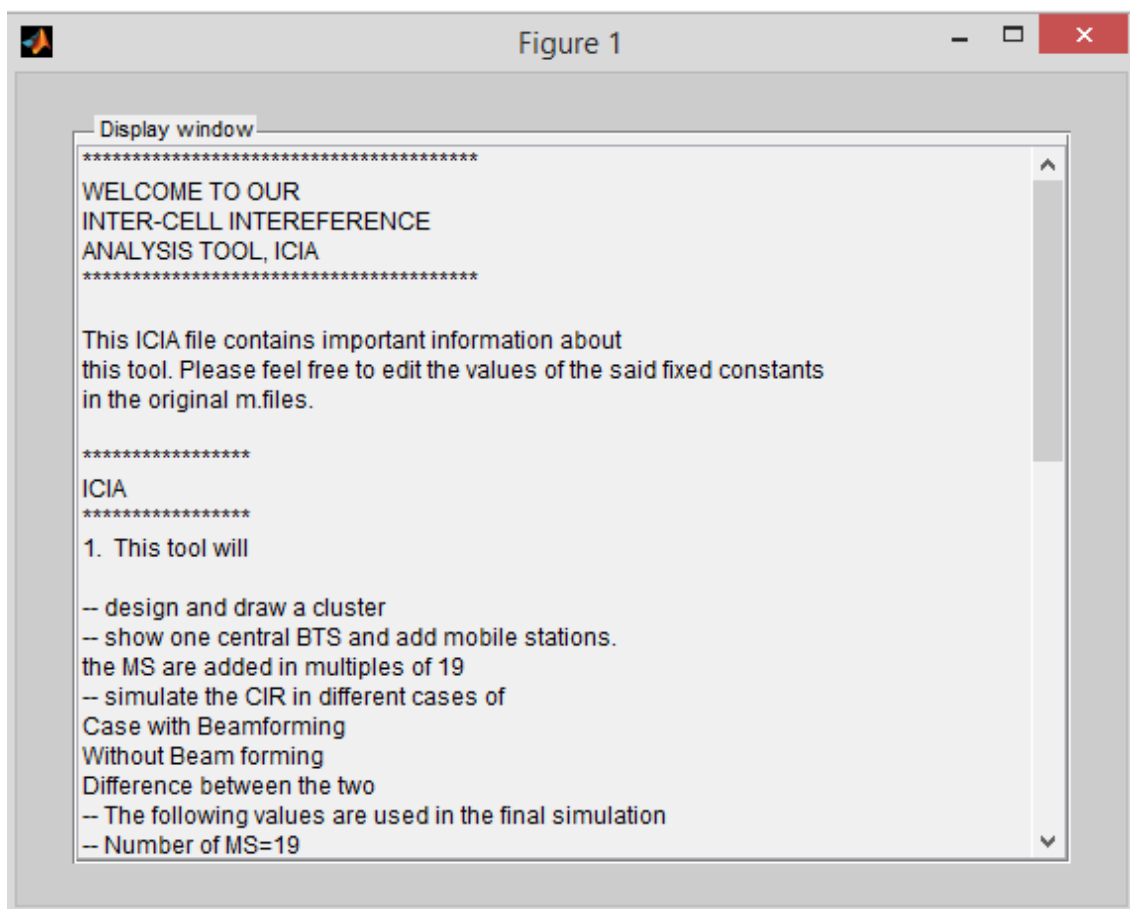 Figure 1
Display window
****************************************
WELCOME TO OUR
INTER-CELL INTEREFERENCE
ANALYSIS TOOL, ICIA
****************************************
This ICIA file contains important information about
this tool. Please feel free to edit the values of the said fixed constants
in the original m.files.
*****************
ICIA
*****************
1.  This tool will
-- design and draw a cluster
-- show one central BTS and add mobile stations.
the MS are added in multiples of 19
-- simulate the CIR in different cases of
Case with Beamforming
Without Beam forming
Difference between the two
-- The following values are used in the final simulation
-- Number of MS=19